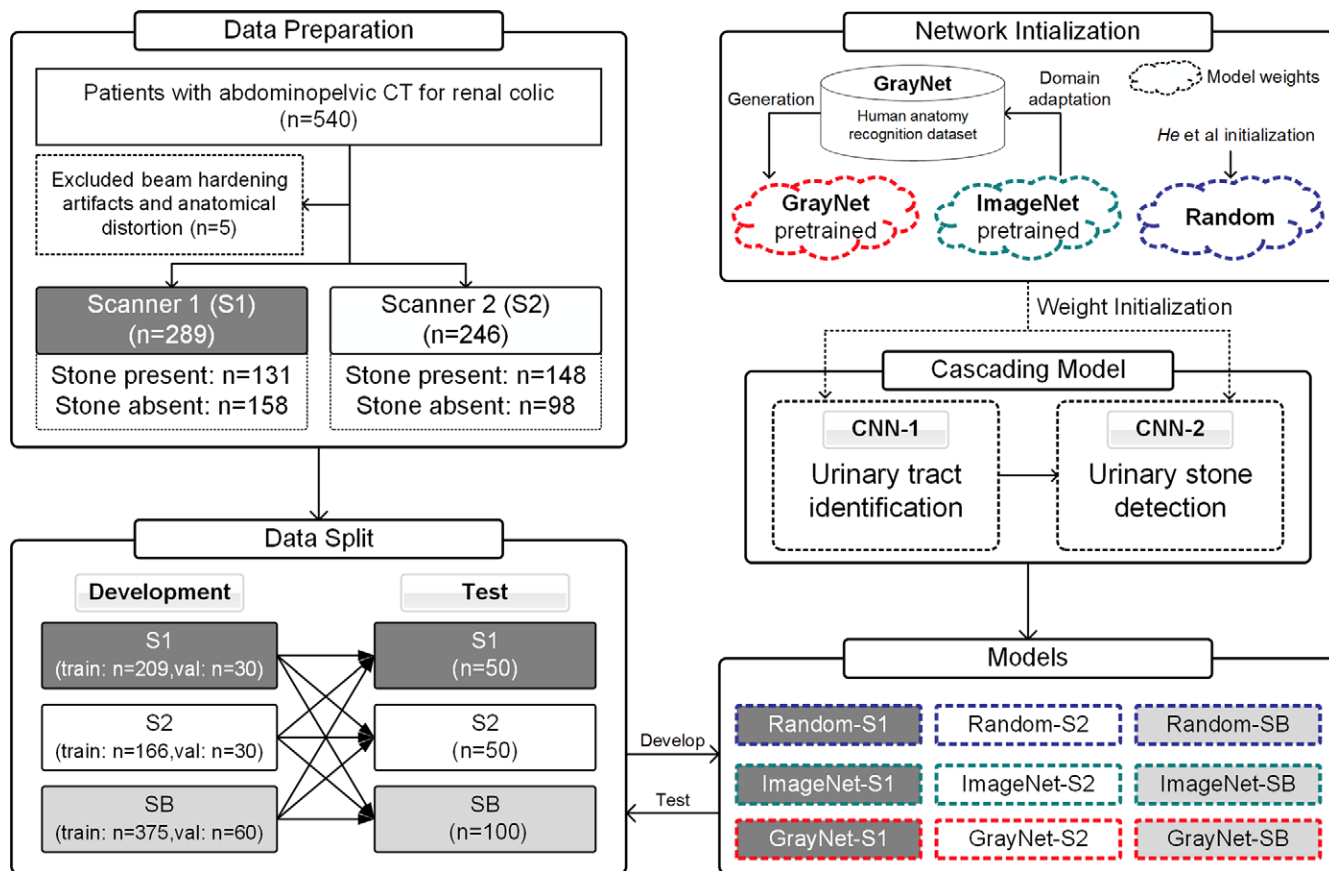 Data Preparation
Patients with abdominopelvic CT for renal colic
(n=540)
Excluded beam hardening
artifacts and anatomical
distortion (n=5)
Scanner 1 (S1)
(n=289)
Stone present: n=131
Stone absent: n=158
Scanner 2 (S2)
(n=246)
Stone present: n=148
Stone absent: n=98
Data Split
Development
Test
S1
(train: n=209,val: n=30)
S2
(train: n=166,val: n=30)
SB
(train: n=375,val: n=60)
S1
(n=50)
S2
(n=50)
SB
(n=100)
Develop
Test
Network Intialization
Generation
GrayNet
Human anatomy
recognition dataset
Domain
adaptation
Model weights
He et al initialization
GrayNet
pretrained
ImageNet
pretrained
Random
Weight Initialization
Cascading Model
CNN-1
Urinary tract
identification
CNN-2
Urinary stone
detection
Models
Random-S1
Random-S2
Random-SB
ImageNet-S1
ImageNet-S2
ImageNet-SB
GrayNet-S1
GrayNet-S2
GrayNet-SB